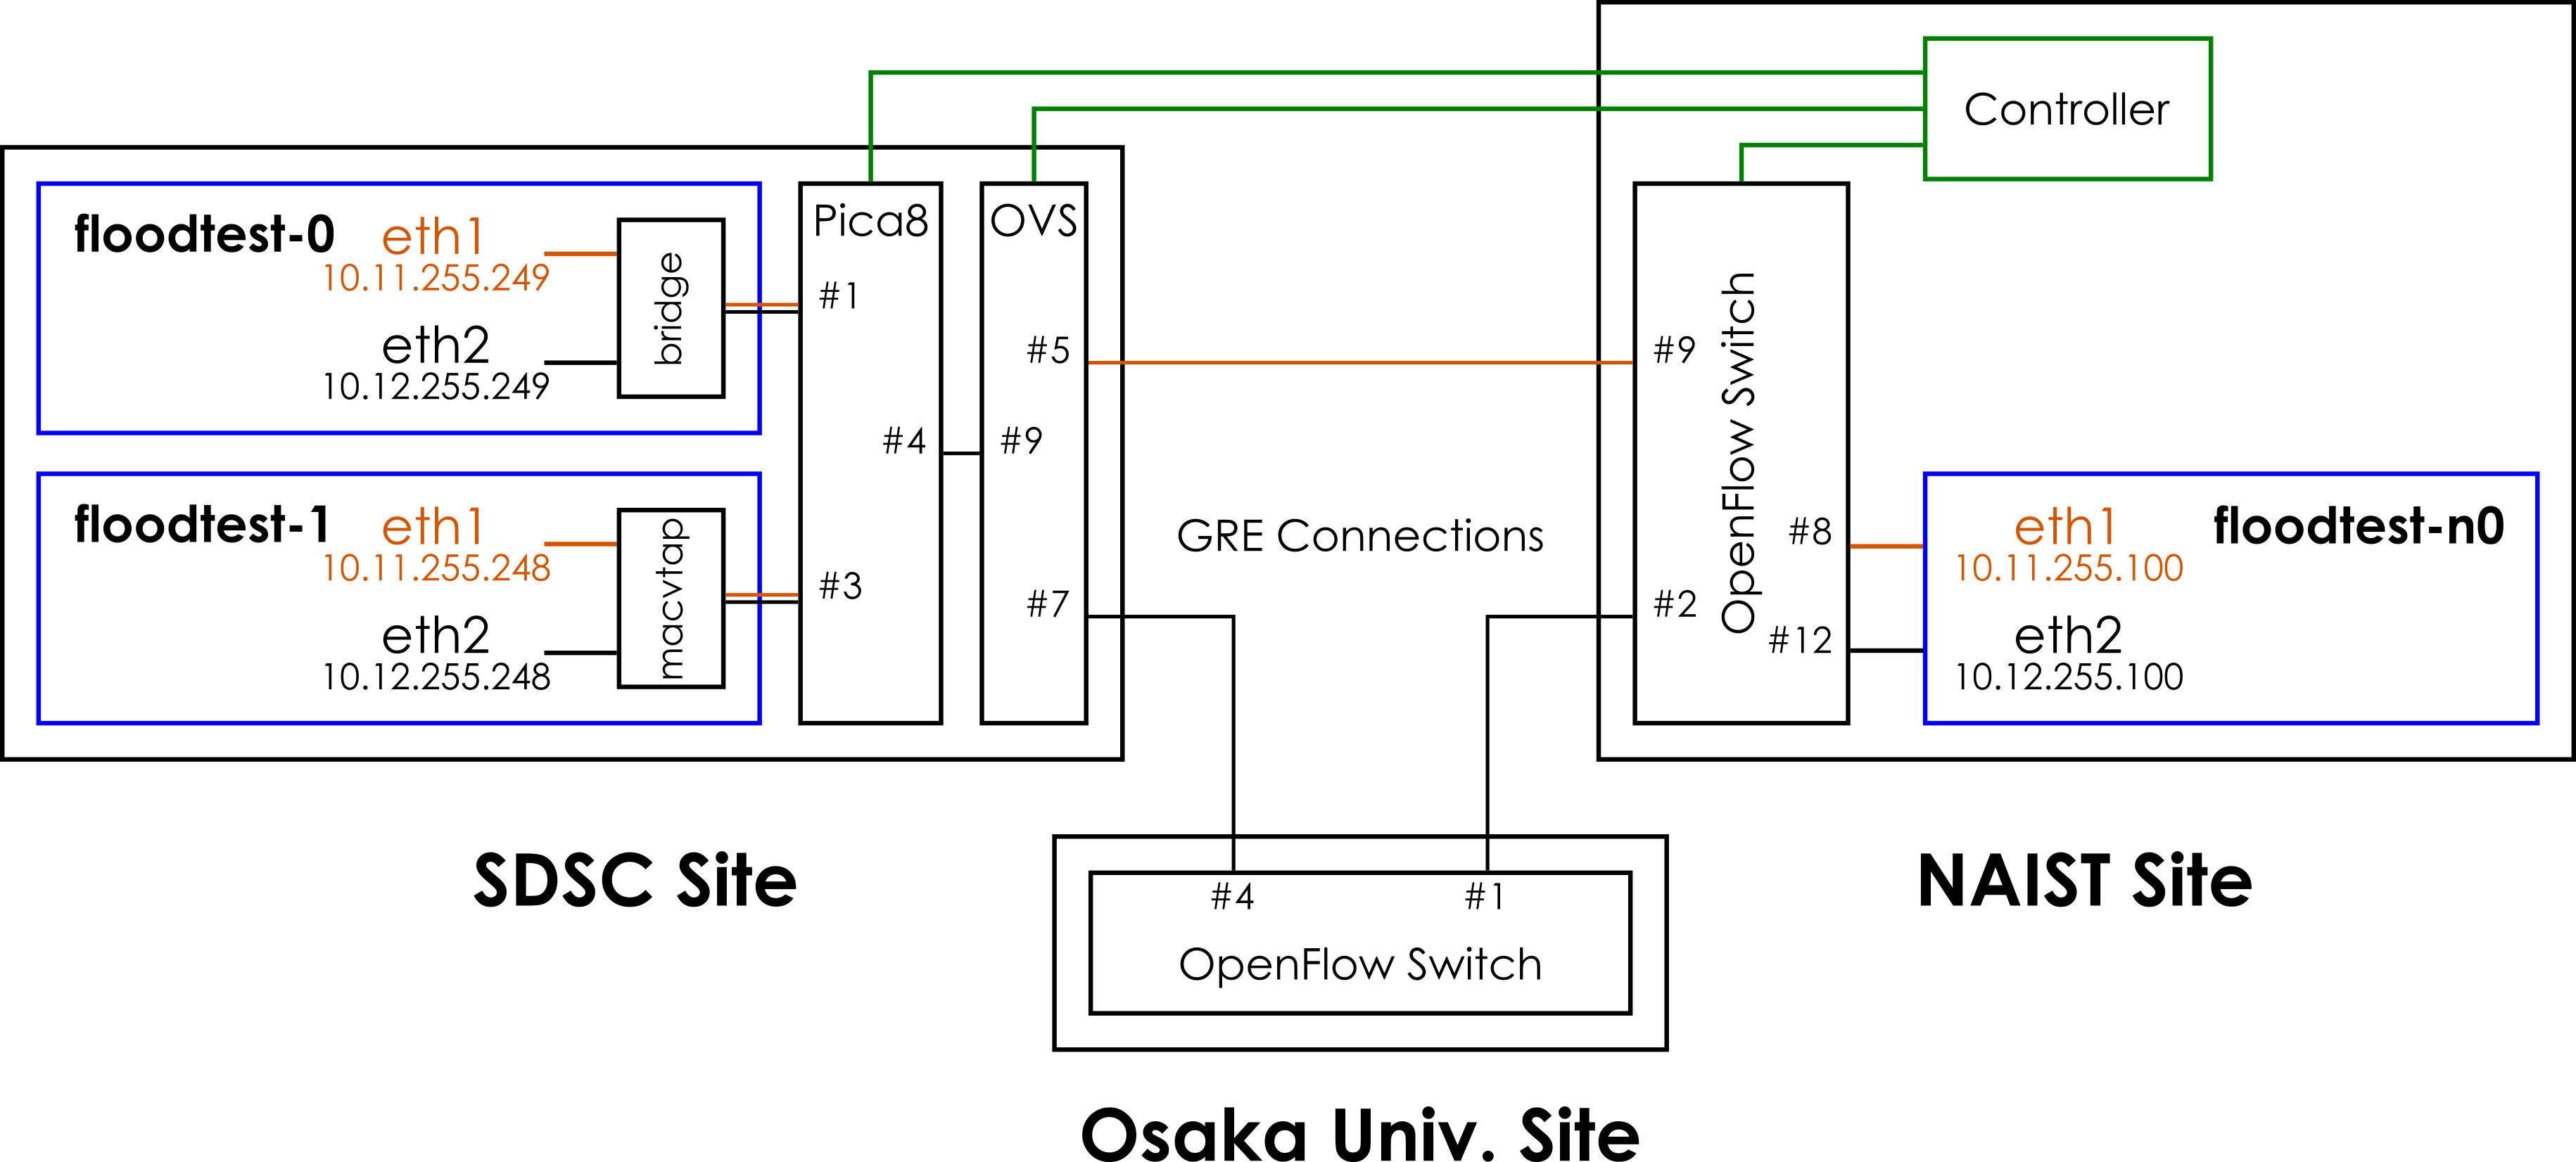 Controller
floodtest-0
eth1
10.11.255.249
eth2
10.12.255.249
bridge
Pica8
#1
#4
#3
OVS
#5
#9
#7
floodtest-1
eth1
10.11.255.248
eth2
10.12.255.248
macvtap
GRE Connections
#9
#2
OpenFlow Switch
#8
#12
eth1
10.11.255.100
eth2
10.12.255.100
floodtest-n0
SDSC Site
NAIST Site
#4
#1
OpenFlow Switch
Osaka Univ. Site